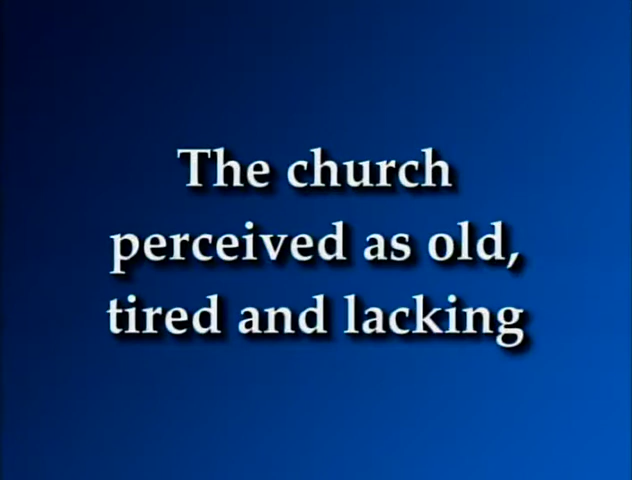 The church
perceived as old,
tired and lacking